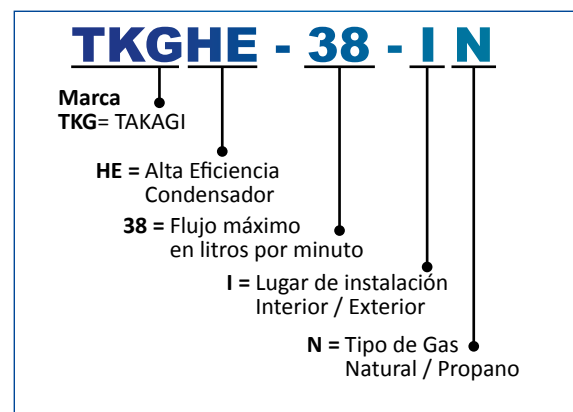 TKGHE - 38 - I N
Marca
TKG= TAKAGI
HE = Alta Eficiencia
Condensador
38 = Flujo máximo
en litros por minuto
I = Lugar de instalación
Interior / Exterior
N = Tipo de Gas
Natural / Propano